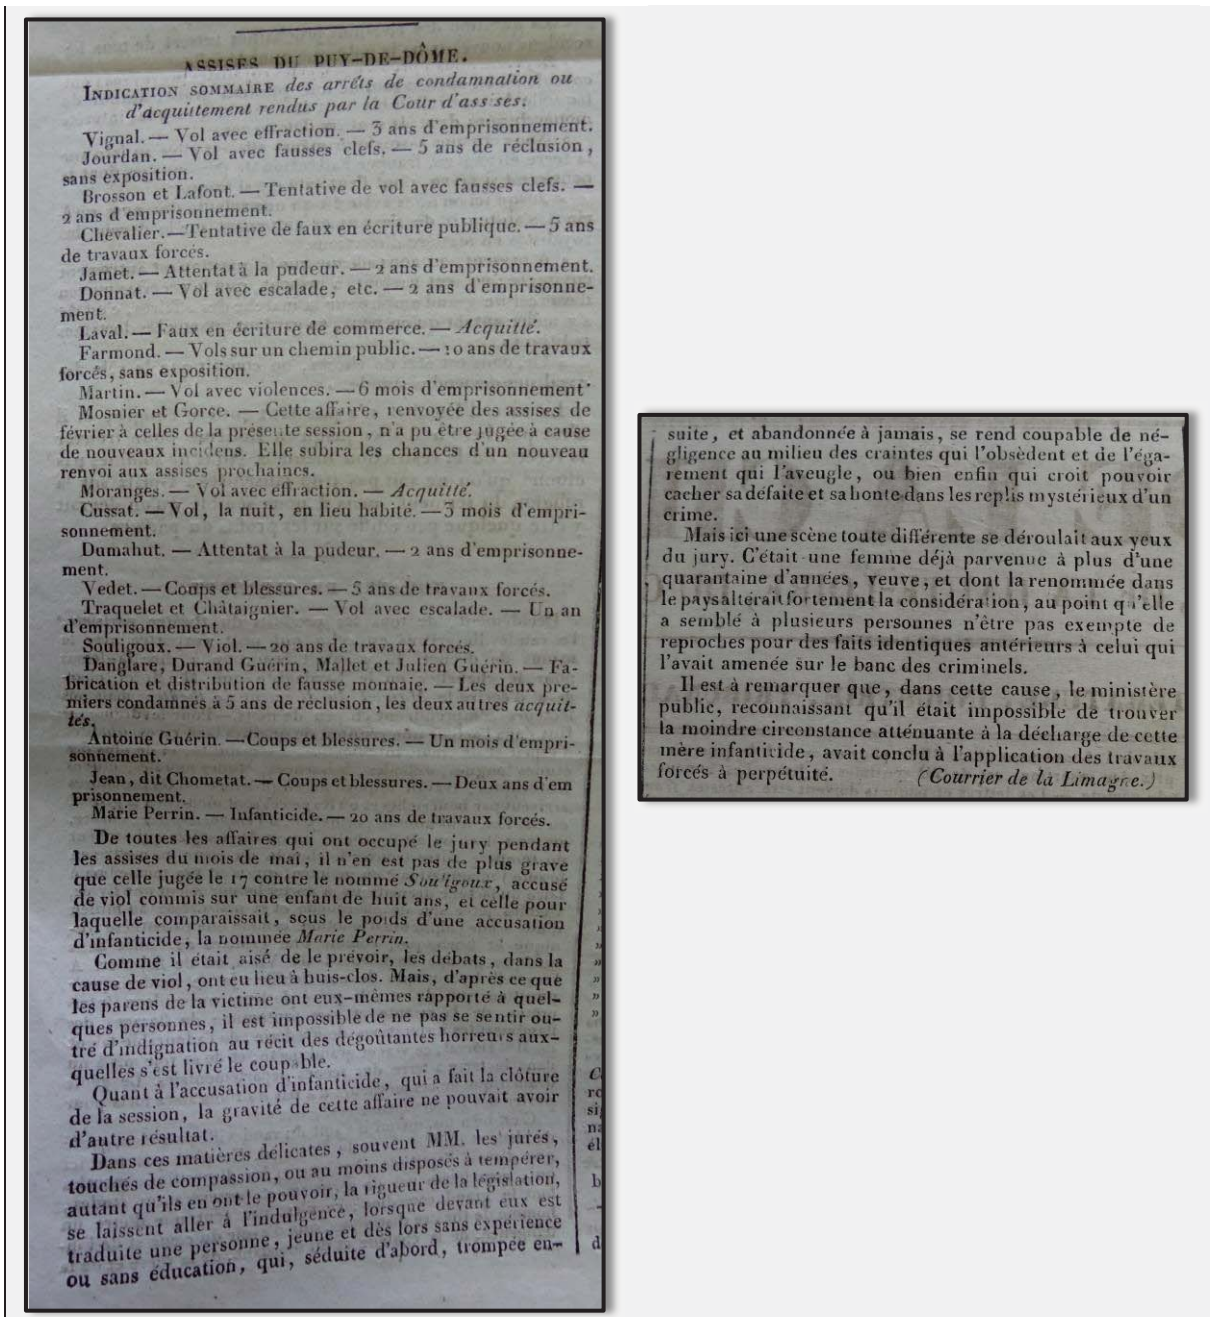 ASSISES DU PUY-DE-DÔME.
INDICATION SOMMAIRE des arrêts de condamnation ou
d'acquittement rendus par la Cour d'ass ses.
Vignal. — Vol avec effraction. — 3 ans d'emprisonnement.
Jourdan. — Vol avec fausses clefs. — 5 ans de réclusion,
sans exposition.
Brosson et Lafont. — Tentative de vol avec fausses clefs. —
2 ans d'emprisonnement.
Chevalier. — Tentative de faux en écriture publique. — 5 ans
de travaux forcés.
Jamet. — Attentat à la pudeur. — 2 ans d'emprisonnement.
Donnat. — Vol avec escalade, etc. — 2 ans d'emprisonne-
ment.
Laval. — Faux en écriture de commerce. — Acquitté.
Farmond. — Vols sur un chemin public. — 10 ans de travaux
forcés, sans exposition.
Martin. — Vol avec violences. — 6 mois d'emprisonnement
Mosnier et Gorce. — Cette affaire, renvoyée des assises de
février à celles de la présente session, n'a pu être jugée à cause
de nouveaux incidens. Elle subira les chances d'un nouveau
renvoi aux assises prochaines.
Moranges. — Vol avec effraction. — Acquitté.
Cussat. — Vol, la nuit, en lieu habité. — 3 mois d'empri-
sonnement.
Dumahut. — Attentat à la pudeur. — 2 ans d'emprisonne-
ment.
Vedet. — Coups et blessures. — 5 ans de travaux forcés.
Traquelet et Châtaignier. — Vol avec escalade. — Un an
d'emprisonnement.
Souligoux. — Viol. — 20 ans de travaux forcés.
Danglare, Durand Guérin, Mallet et Julien Guérin. — Fa-
brication et distribution de fausse monnaie. — Les deux pre-
miers condamnés à 5 ans de réclusion, les deux autres acquit-
tés.
Antoine Guérin. — Coups et blessures. — Un mois d'empri-
sonnement.
Jean, dit Chometat. — Coups et blessures. — Deux ans d'em
prisonnement.
Marie Perrin. — Infanticide. — 20 ans de travaux forcés.
De toutes les affaires qui ont occupé le jury pendant
les assises du mois de mai, il n'en est pas de plus grave
que celle jugée le 17 contre le nommé Sou'igoux, accusé
de viol commis sur une enfant de huit ans, et celle pour
laquelle comparaissait, sous le poids d'une accusation
d'infanticide, la nommée Marie Perrin.
Comme il était aisé de le prévoir, les débats, dans la
cause de viol, ont eu lieu à huis-clos. Mais, d'après ce que
les parens de la victime ont eux-mêmes rapporté à quel-
ques personnes, il est impossible de ne pas se sentir ou-
tré d'indignation au récit des dégoûtantes horreurs aux-
quelles s'est livré le coupable.
Quant à l'accusation d'infanticide, qui a fait la clôture
de la session, la gravité de cette affaire ne pouvait avoir
d'autre résultat.
Dans ces matières délicates, souvent MM. les jurés,
touchés de compassion, ou au moins disposés à tempérer,
autant qu'ils en ont le pouvoir, la rigueur de la législation,
se laissent aller à l'indulgence, lorsque devant eux est
traduite une personne, jeune et dès lors sans expérience
ou sans éducation, qui, séduite d'abord, trompée en-
suite, et abandonnée à jamais, se rend coupable de né-
gligence au milieu des craintes qui l'obsèdent et de l'éga-
rement qui l'aveugle, ou bien enfin qui croit pouvoir
cacher sa défaite et sa honte dans les replis mystérieux d'un
crime.
Mais ici une scène toute différente se déroulait aux yeux
du jury. C'était une femme déjà parvenue à plus d'une
quarantaine d'années, veuve, et dont la renommée dans
le pays altérait fortement la considération, au point qu'elle
a semblé à plusieurs personnes n'être pas exempte de
reproches pour des faits identiques antérieurs à celui qui
l'avait amenée sur le banc des criminels.
Il est à remarquer que, dans cette cause, le ministère
public, reconnaissant qu'il était impossible de trouver
la moindre circonstance atténuante à la décharge de cette
mère infanticide, avait conclu à l'application des travaux
forcés à perpétuité. (Courrier de la Limagne.)